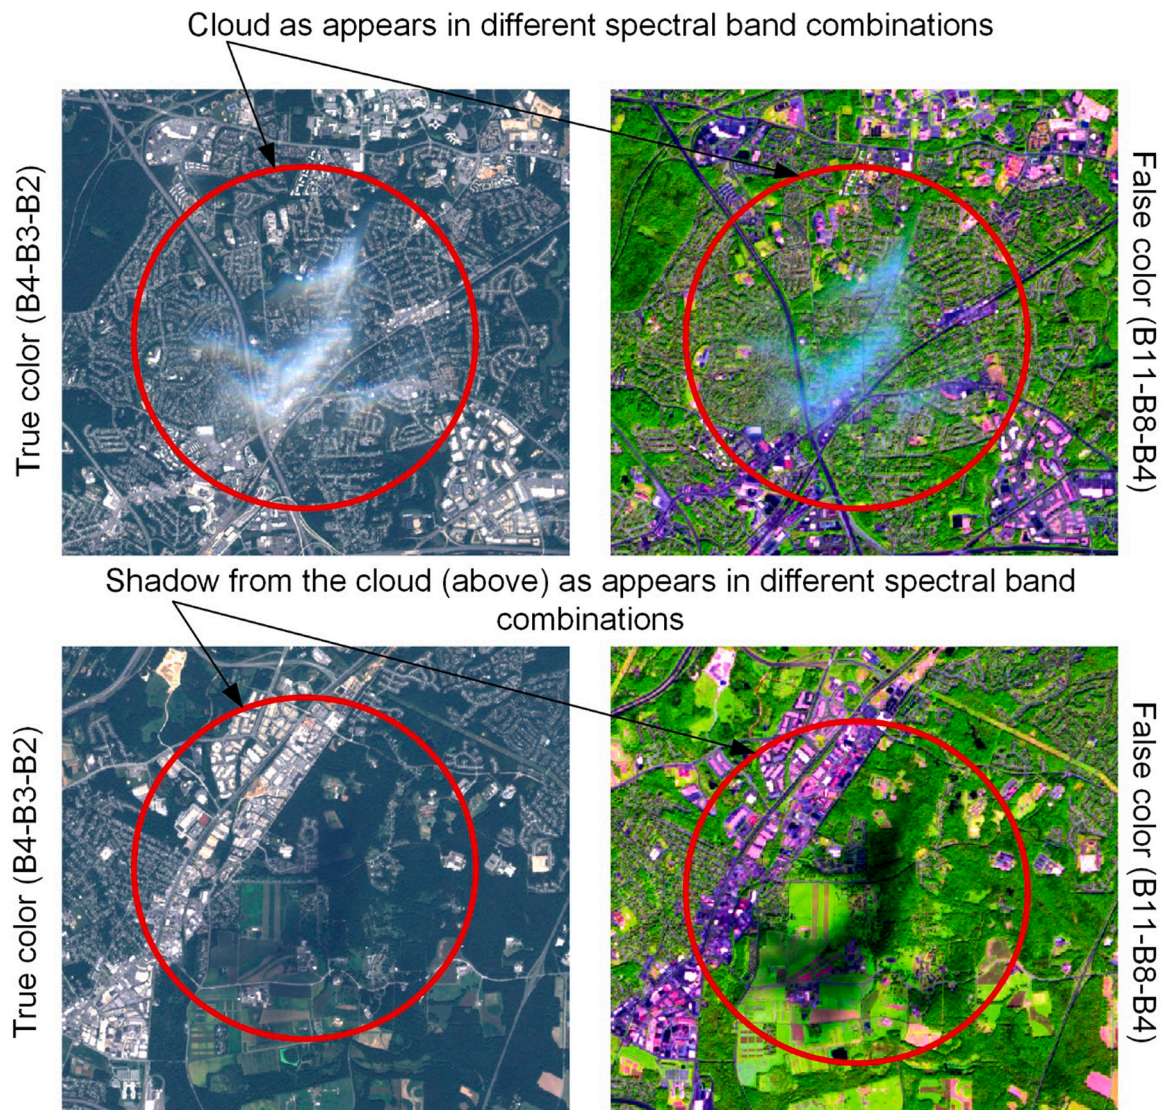 Cloud as appears in different spectral band combinations
True color (B4-B3-B2)
False color (B11-B8-B4)
Shadow from the cloud (above) as appears in different spectral band
combinations
True color (B4-B3-B2)
False color (B11-B8-B4)